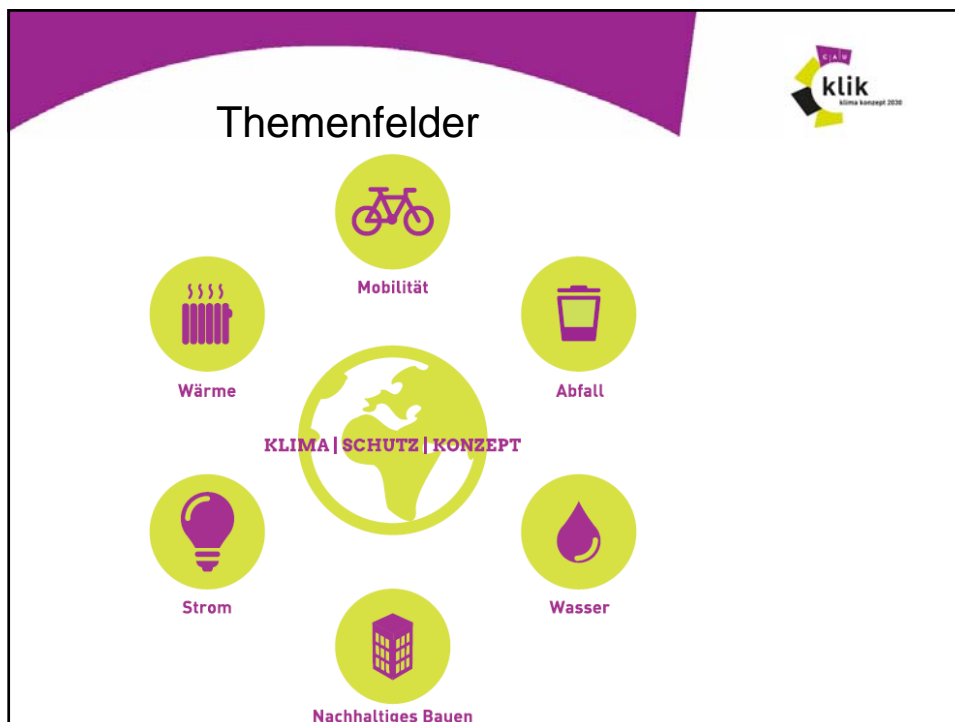 CAU
klik
klima konzept 2030
Themenfelder
Mobilität
Wärme
Abfall
KLIMA|SCHUTZ|KONZEPT
Strom
Wasser
Nachhaltiges Bauen